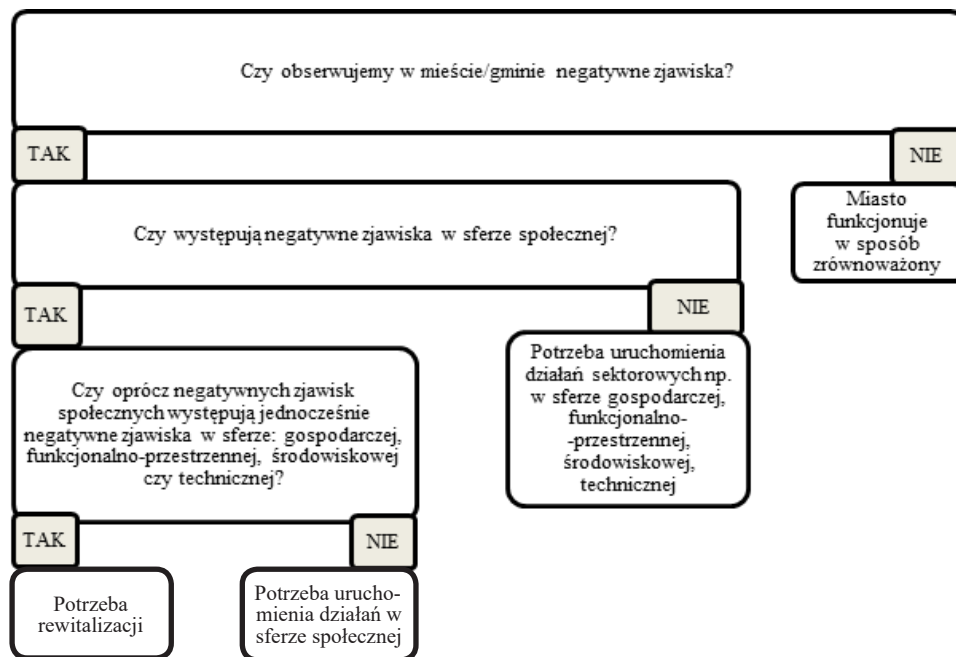 Czy obserwujemy w mieście/gminie negatywne zjawiska?
TAK
NIE
Miasto
funkcjonuje
w sposób
zrównoważony
Czy występują negatywne zjawiska w sferze społecznej?
TAK
NIE
Potrzeba uruchomienia
działań sektorowych np.
w sferze gospodarczej,
funkcjonalno-
-przestrzennej,
środowiskowej,
technicznej
Czy oprócz negatywnych zjawisk
społecznych występują jednocześnie
negatywne zjawiska w sferze: gospodarczej,
funkcjonalno-przestrzennej, środowiskowej
czy technicznej?
TAK
NIE
Potrzeba
rewitalizacji
Potrzeba urucho-
mienia działań w
sferze społecznej